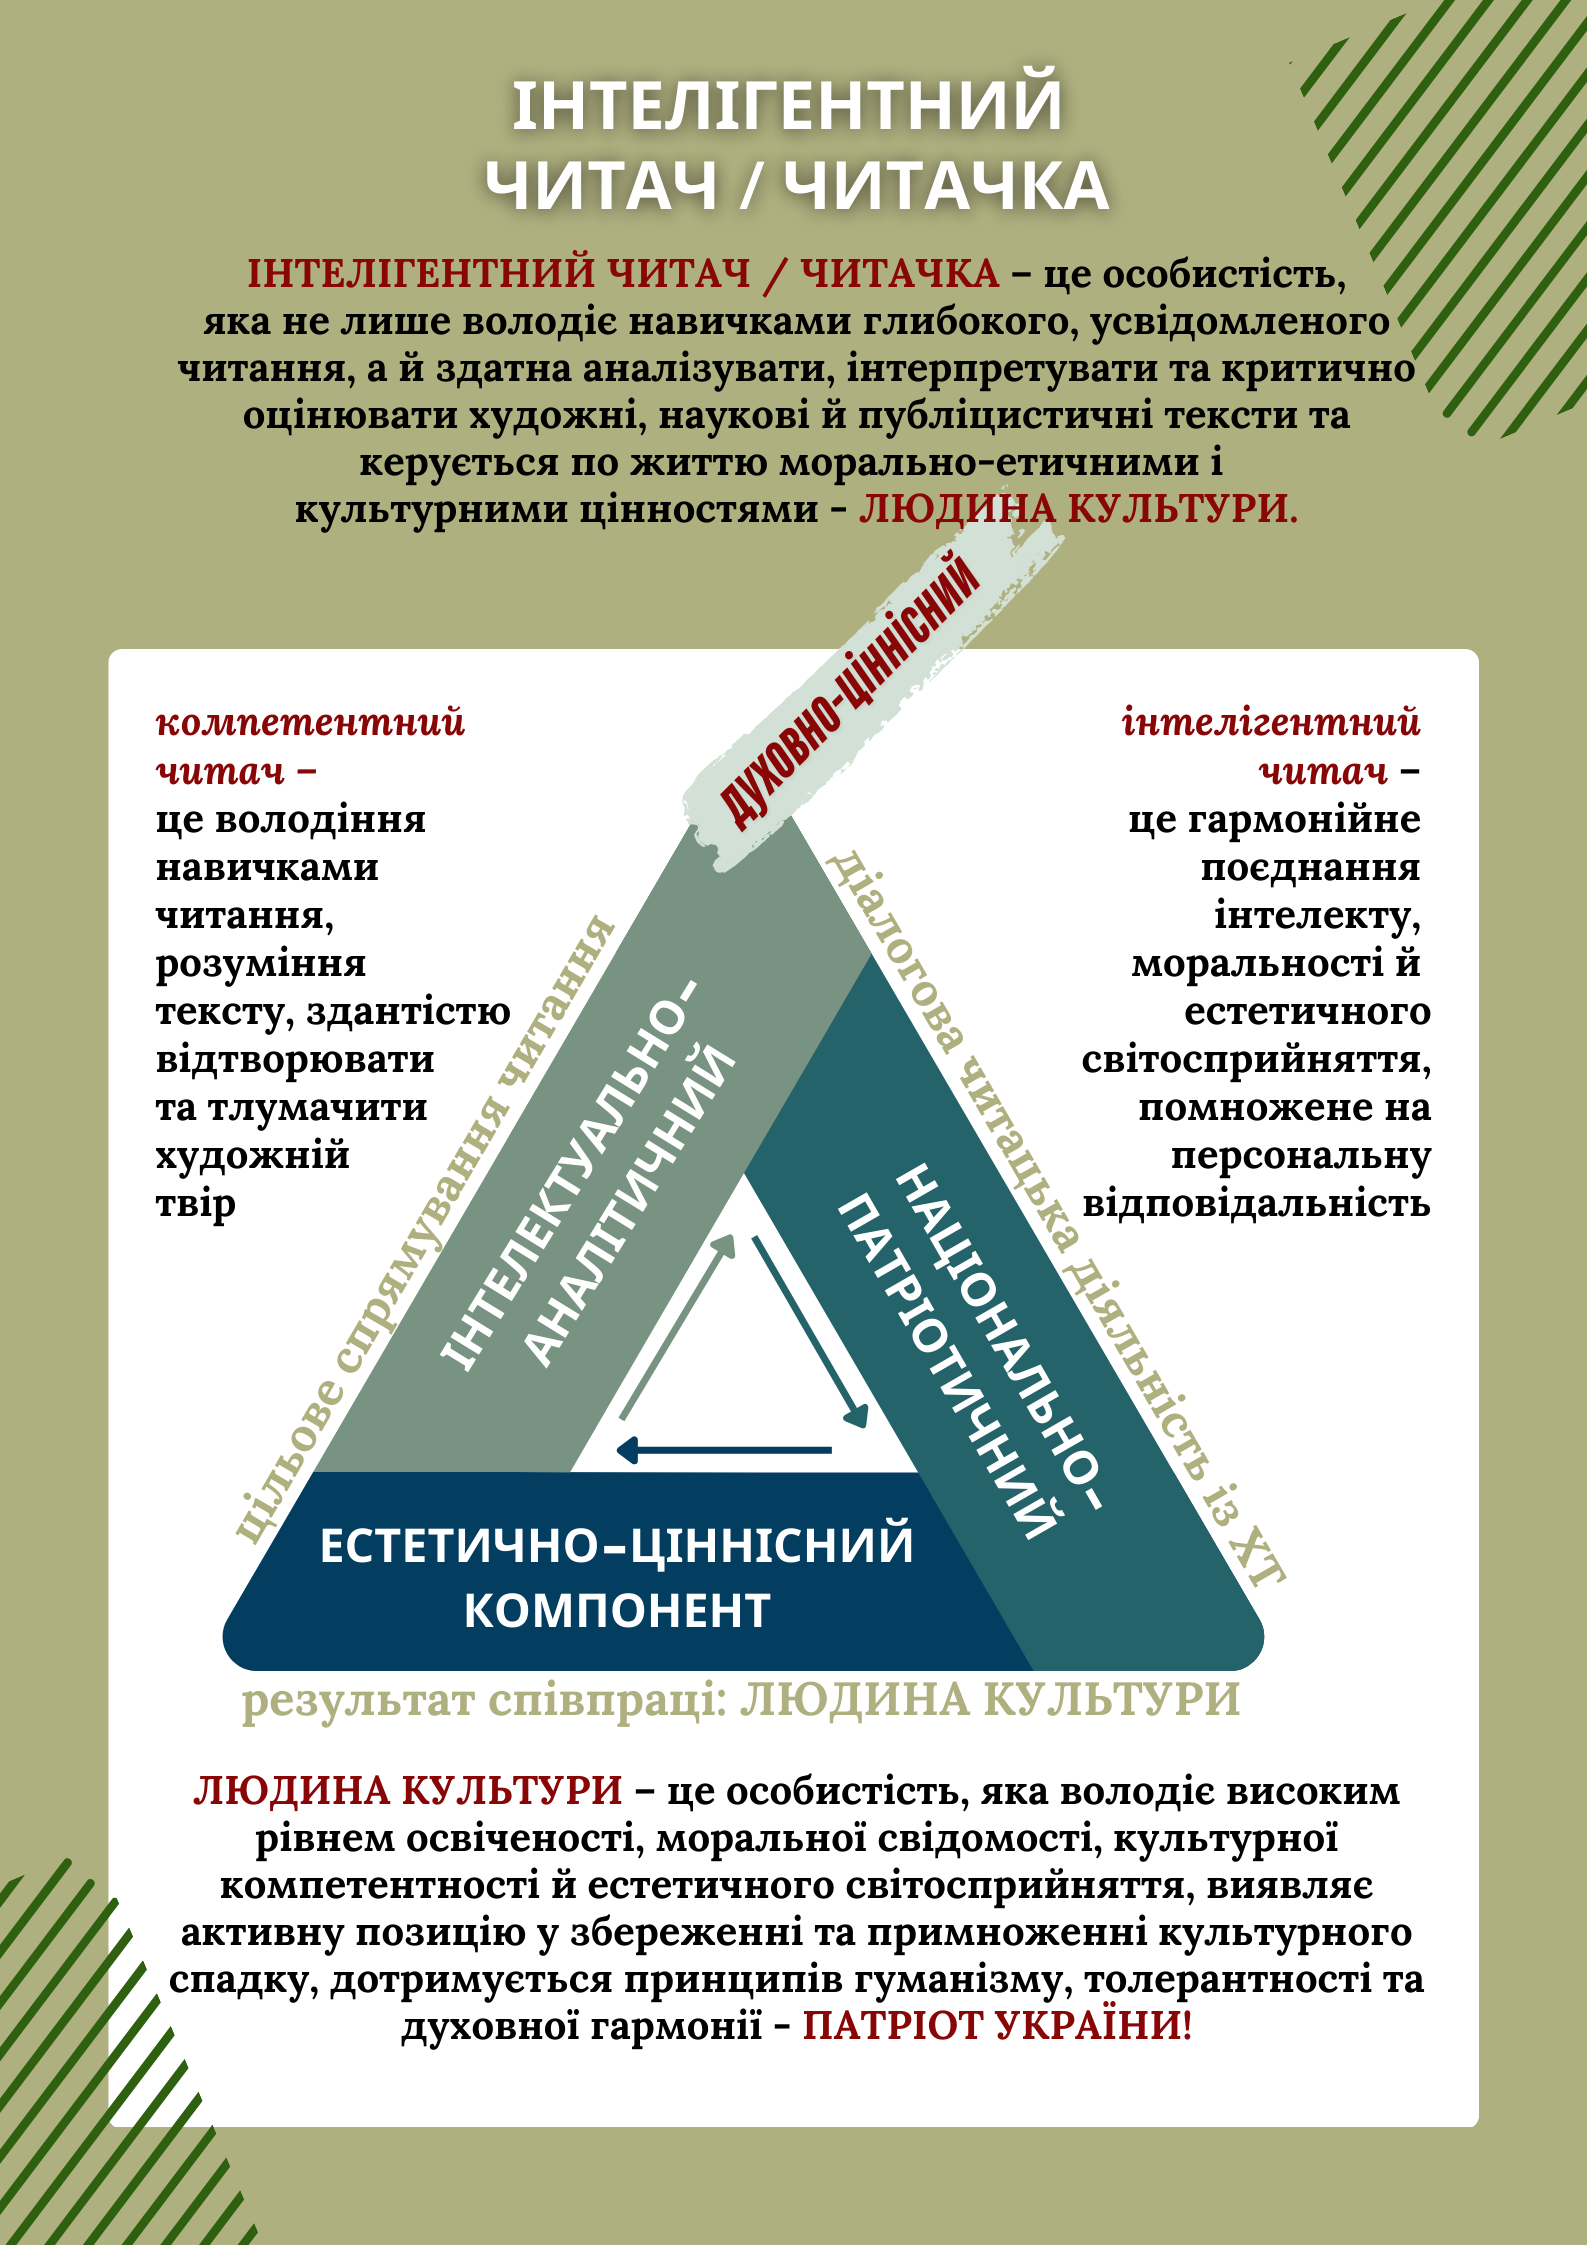 ІНТЕЛІГЕНТНИЙ
ЧИТАЧ / ЧИТАЧКА
ІНТЕЛІГЕНТНИЙ ЧИТАЧ / ЧИТАЧКА – це особистість,
яка не лише володіє навичками глибокого, усвідомленого
читання, а й здатна аналізувати, інтерпретувати та критично
оцінювати художні, наукові й публіцистичні тексти та
керується по життю морально-етичними і
культурними цінностями - ЛЮДИНА КУЛЬТУРИ.
ДУХОВНО-ЦІННІСНИЙ
компетентний
читач –
це володіння
навичками
читання,
розуміння
тексту, здантістю
відтворювати
та тлумачити
художній
твір
інтелігентний
читач –
це гармонійне
поєднання
інтелекту,
моральності й
естетичного
світосприйняття,
помножене на
персональну
відповідальність
цільове спрямування читання
діалогова читацька діяльність із ХТ
ІНТЕЛЕКТУАЛЬНО-
АНАЛІТИЧНИЙ
НАЦІОНАЛЬНО-
ПАТРІОТИЧНИЙ
ЕСТЕТИЧНО-ЦІННІСНИЙ
КОМПОНЕНТ
результат співпраці: ЛЮДИНА КУЛЬТУРИ
ЛЮДИНА КУЛЬТУРИ – це особистість, яка володіє високим
рівнем освіченості, моральної свідомості, культурної
компетентності й естетичного світосприйняття, виявляє
активну позицію у збереженні та примноженні культурного
спадку, дотримується принципів гуманізму, толерантності та
духовної гармонії - ПАТРІОТ УКРАЇНИ!